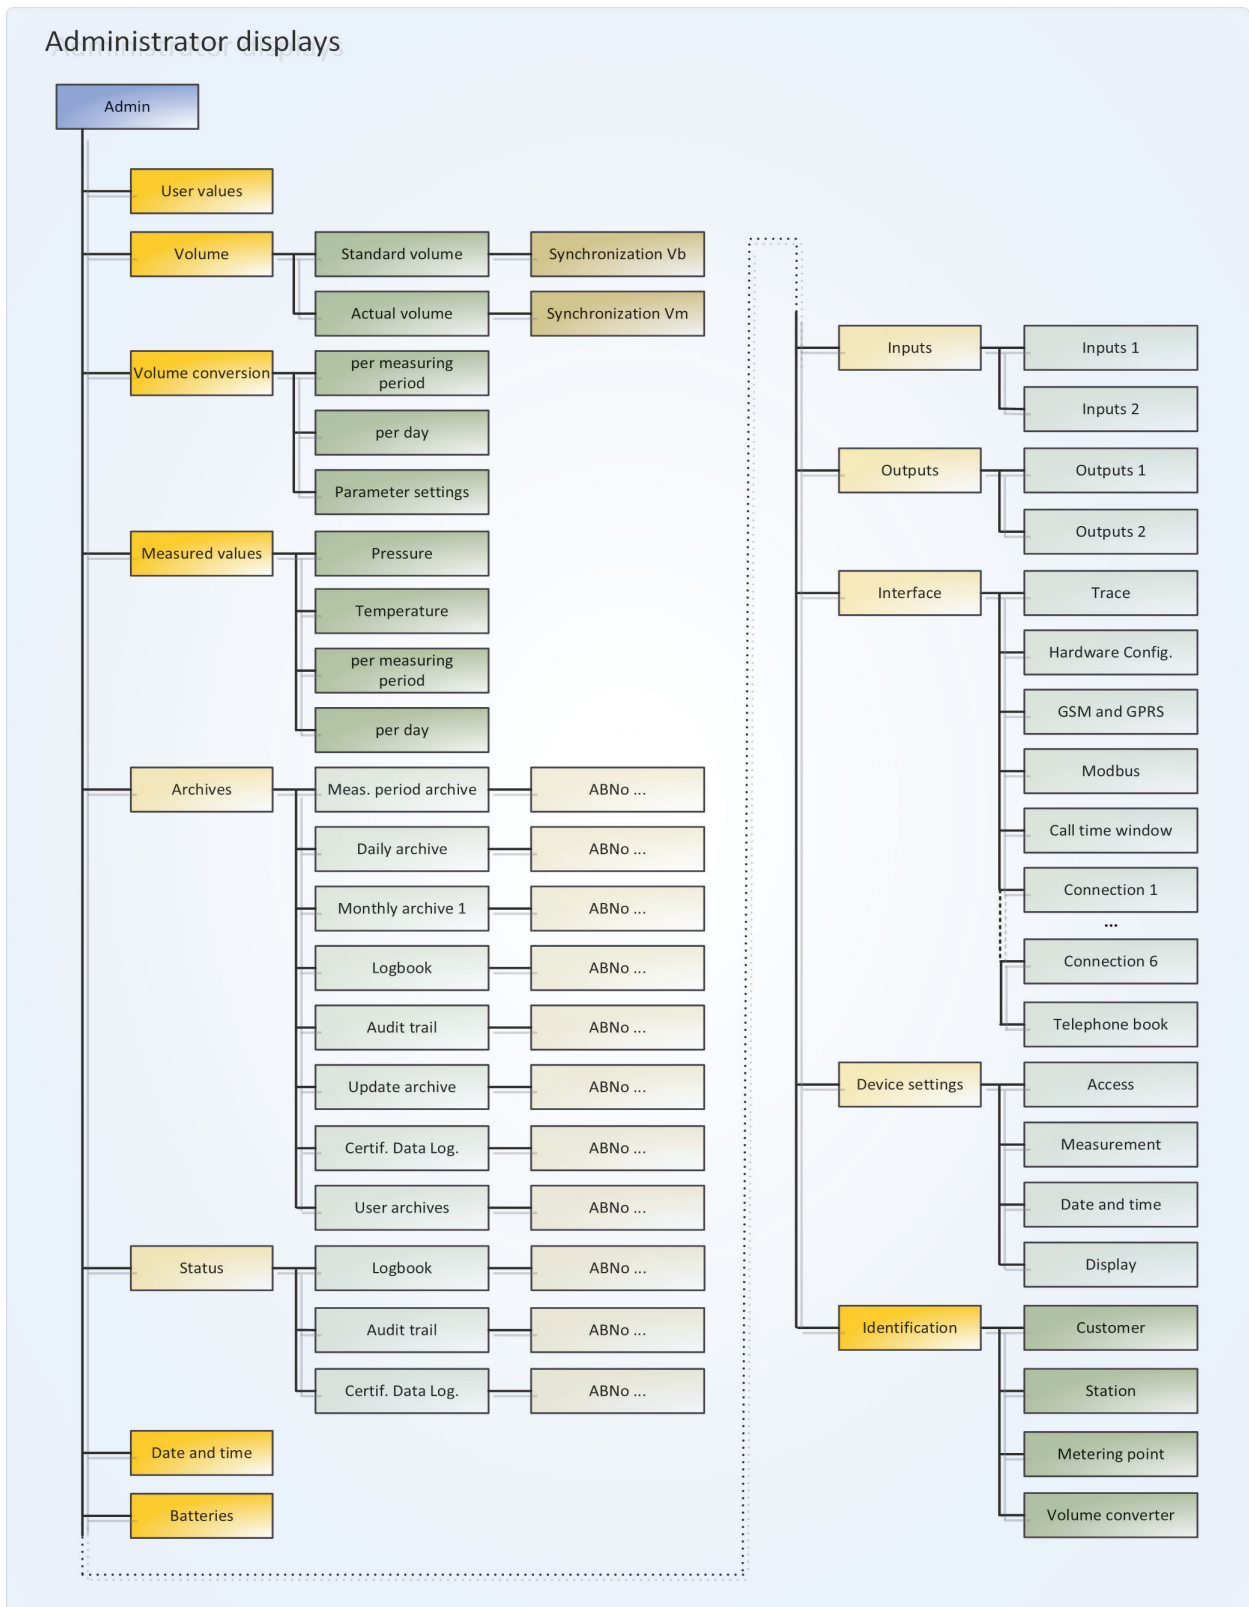 Administrator displays
Admin
User values
Volume
Standard volume
Synchronization Vb
Actual volume
Synchronization Vm
Volume conversion
per measuring
period
per day
Parameter settings
Measured values
Pressure
Temperature
per measuring
period
per day
Archives
Meas. period archive
ABNo ...
Daily archive
ABNo ...
Monthly archive 1
ABNo ...
Logbook
ABNo ...
Audit trail
ABNo ...
Update archive
ABNo ...
Certif. Data Log.
ABNo ...
User archives
ABNo ...
Status
Logbook
ABNo ...
Audit trail
ABNo ...
Certif. Data Log.
ABNo ...
Date and time
Batteries
Inputs
Inputs 1
Inputs 2
Outputs
Outputs 1
Outputs 2
Interface
Trace
Hardware Config.
GSM and GPRS
Modbus
Call time window
Connection 1
...
Connection 6
Telephone book
Device settings
Access
Measurement
Date and time
Display
Identification
Customer
Station
Metering point
Volume converter